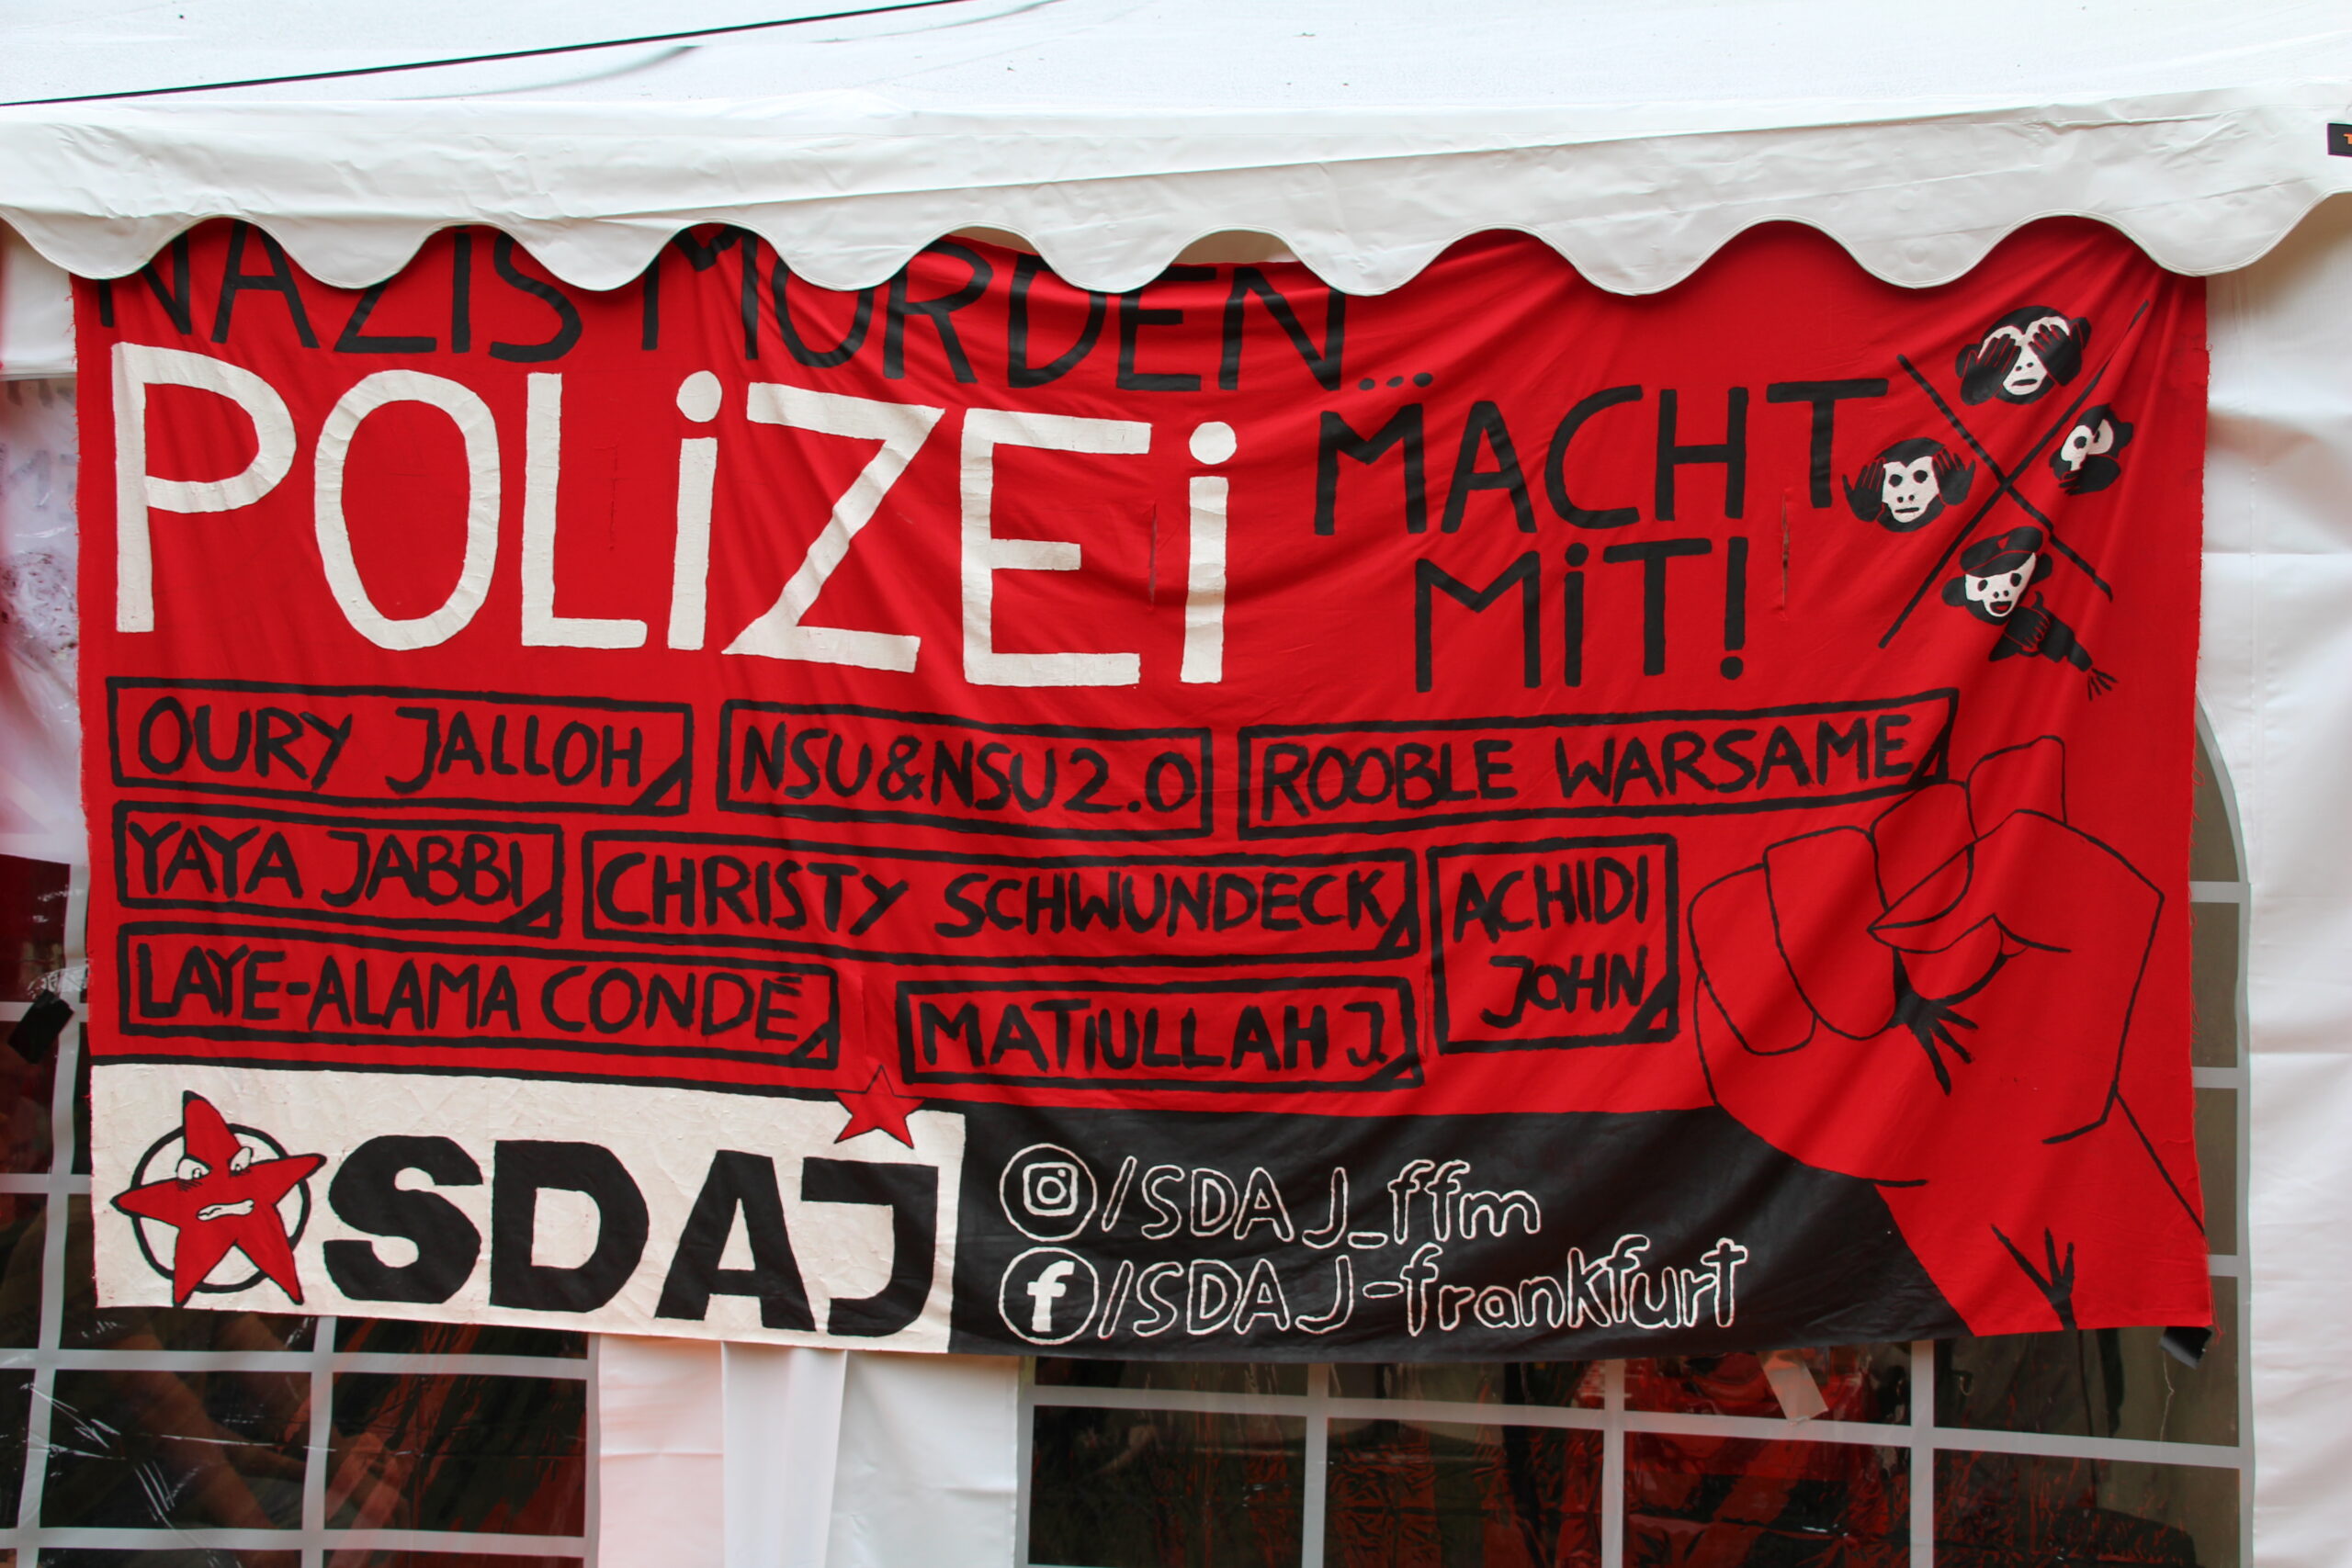 NAZIS MORDEN...
POLIZEI MACHT
MIT!
OURY JALLOH NSU&NSU2.0 ROOBLE WARSAME
YAYA JABBI CHRISTY SCHWUNDECK ACHIDI
JOHN
LAYE-ALAMA CONDÉ MATIULLAH J.
SDAJ
/SDAJ_ffm
f/SDAJ-frankfurt